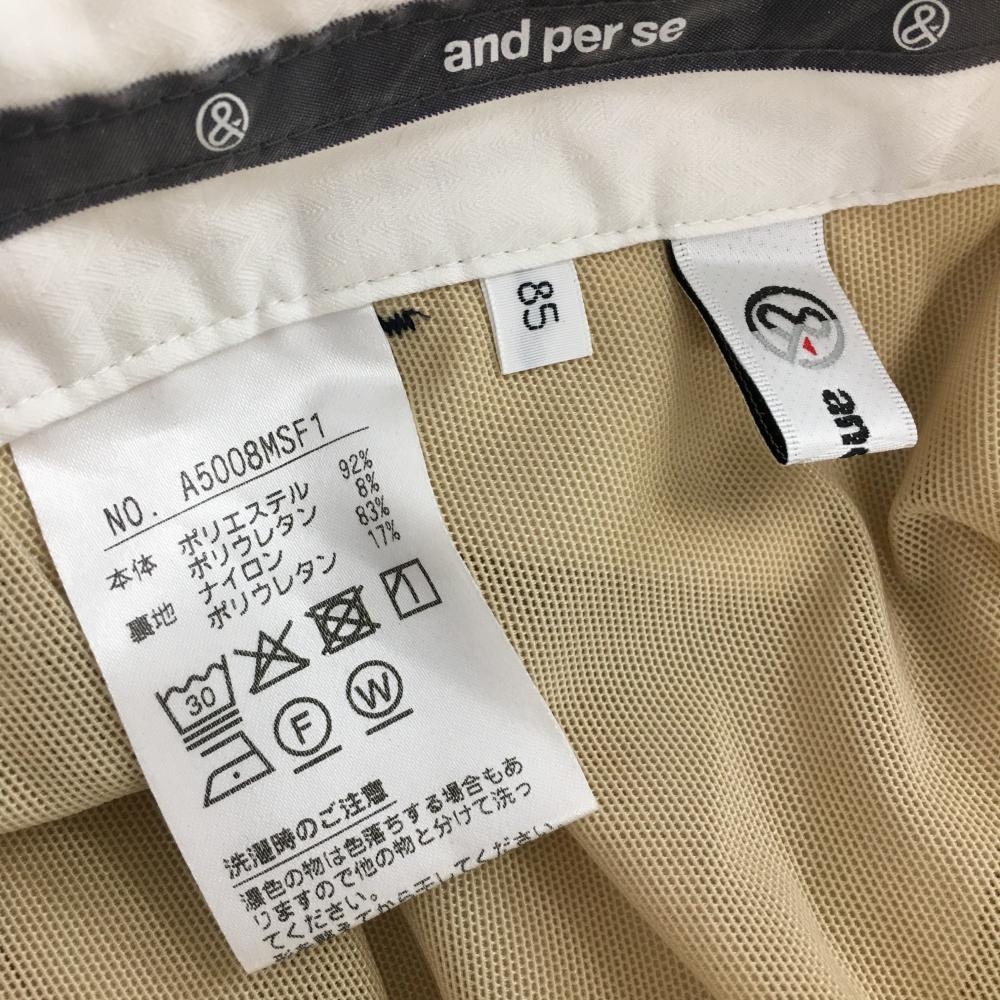 and per se
&
&
85
&
an
NO. A5008MSF1
本体 ポリエステル 92%
ポリウレタン 8%
裏地 ナイロン 83%
ポリウレタン 17%
30
F
W
洗濯時のご注意
濃色の物は色落ちする場合もあ
りますので他の物と分けて洗っ
てください。